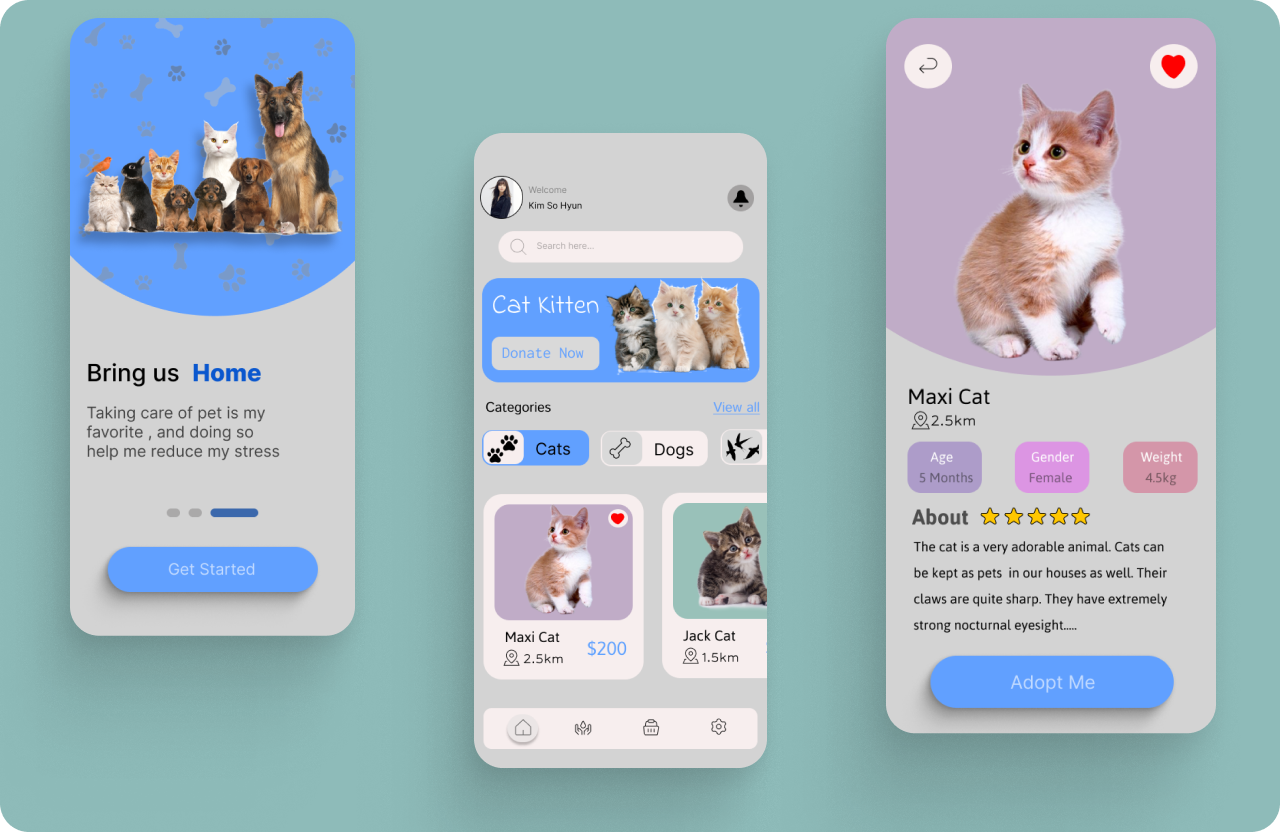 Bring us Home
Taking care of pet is my
favorite , and doing so
help me reduce my stress
Get Started
Welcome
Kim So Hyun
Search here...
Cat Kitten
Donate Now
Categories
View all
Cats
Dogs
Maxi Cat
2.5km
$200
Jack Cat
1.5km
Maxi Cat
2.5km
Age
5 Months
Gender
Female
Weight
4.5kg
About
The cat is a very adorable animal. Cats can
be kept as pets in our houses as well. Their
claws are quite sharp. They have extremely
strong nocturnal eyesight.....
Adopt Me